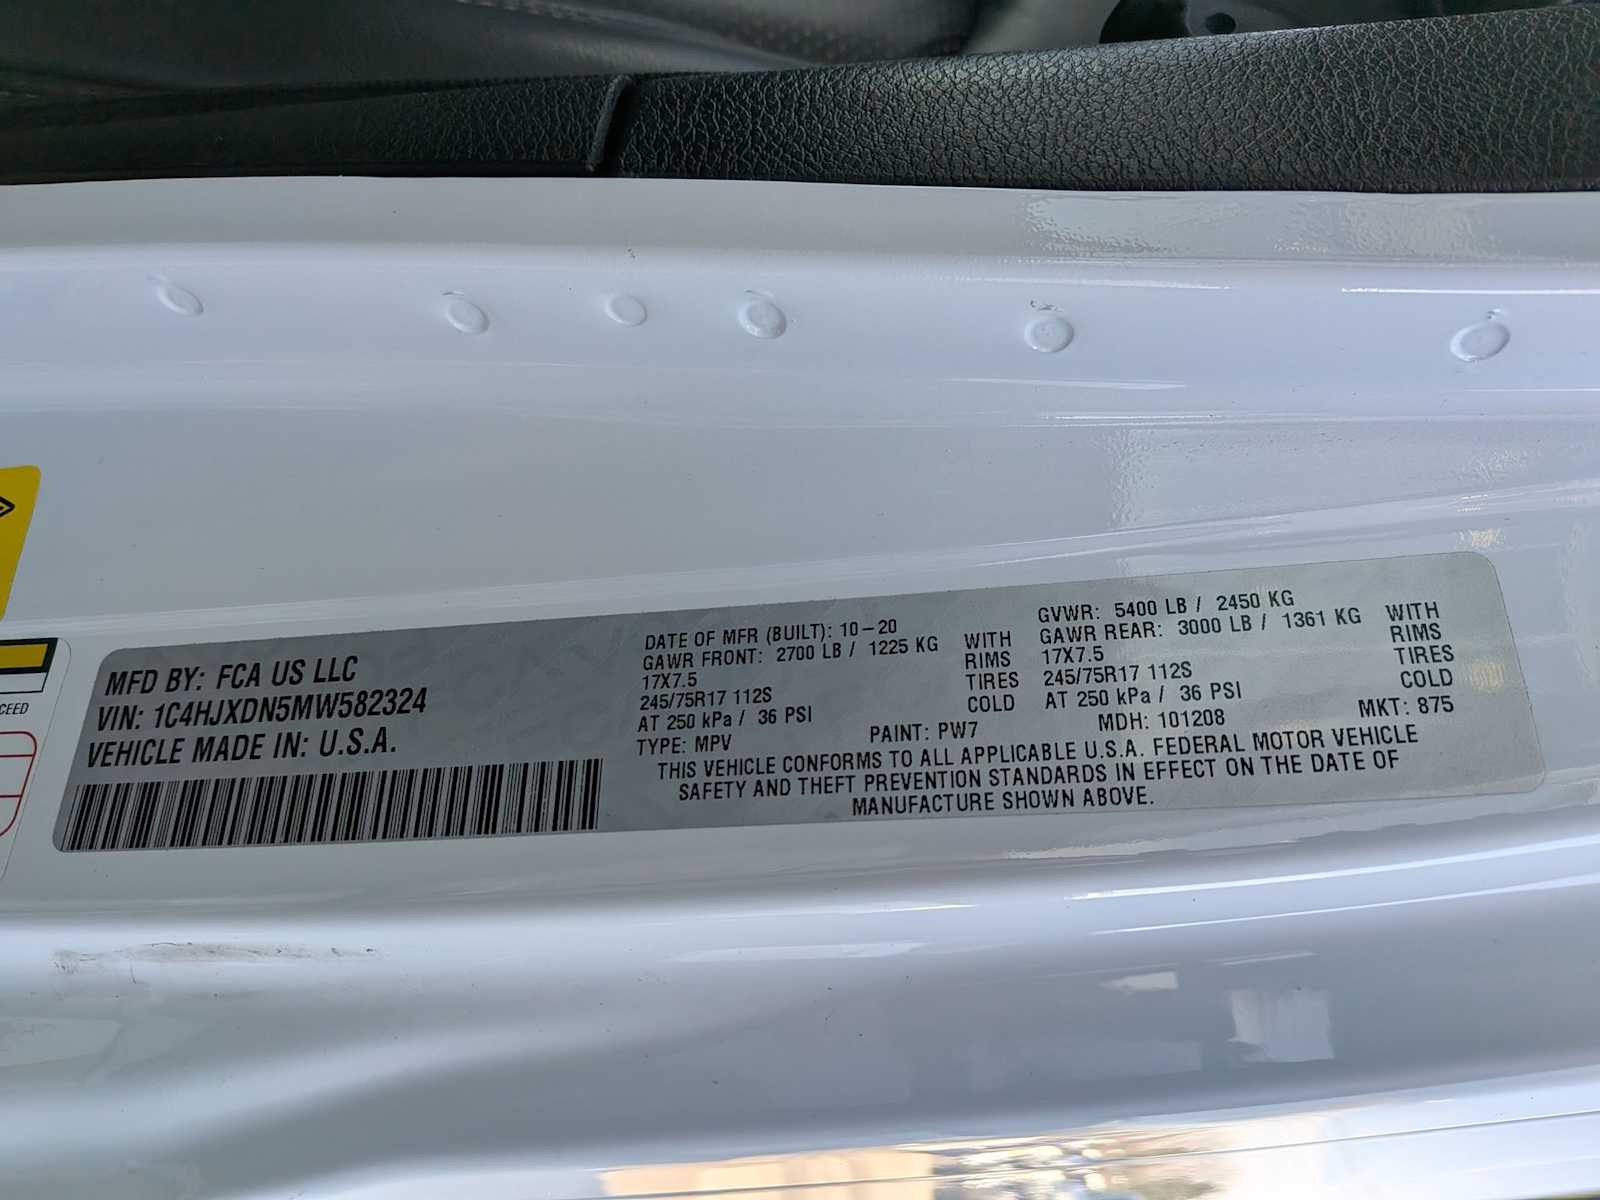 MFD BY: FCA US LLC
VIN: 1C4HJXDN5MW582324
VEHICLE MADE IN: U.S.A.
DATE OF MFR (BUILT): 10-20
GAWR FRONT: 2700 LB / 1225 KG WITH
17X7.5 RIMS
245/75R17 112S TIRES
AT 250 kPa / 36 PSI COLD
GVWR: 5400 LB / 2450 KG
GAWR REAR: 3000 LB / 1361 KG WITH
17X7.5 RIMS
245/75R17 112S TIRES
AT 250 kPa / 36 PSI COLD
TYPE: MPV PAINT: PW7 MDH: 101208 MKT: 875
THIS VEHICLE CONFORMS TO ALL APPLICABLE U.S.A. FEDERAL MOTOR VEHICLE
SAFETY AND THEFT PREVENTION STANDARDS IN EFFECT ON THE DATE OF
MANUFACTURE SHOWN ABOVE.